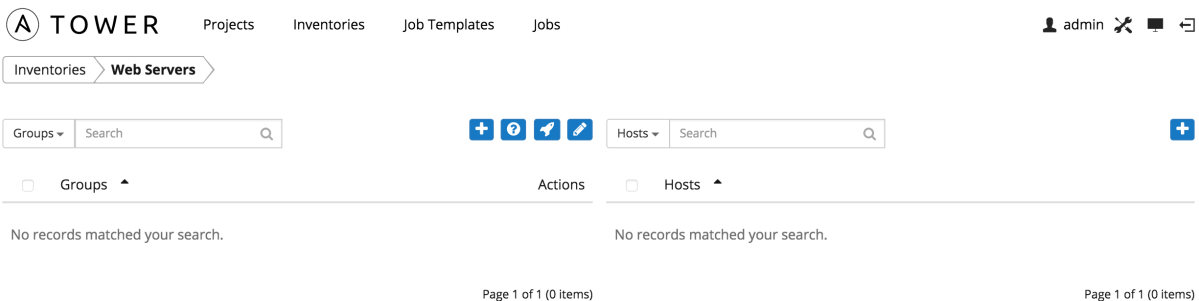 TOWER Projects Inventories Job Templates Jobs admin
Inventories Web Servers
Groups Search Hosts Search
Groups Actions Hosts
No records matched your search. No records matched your search.
Page 1 of 1 (0 items) Page 1 of 1 (0 items)